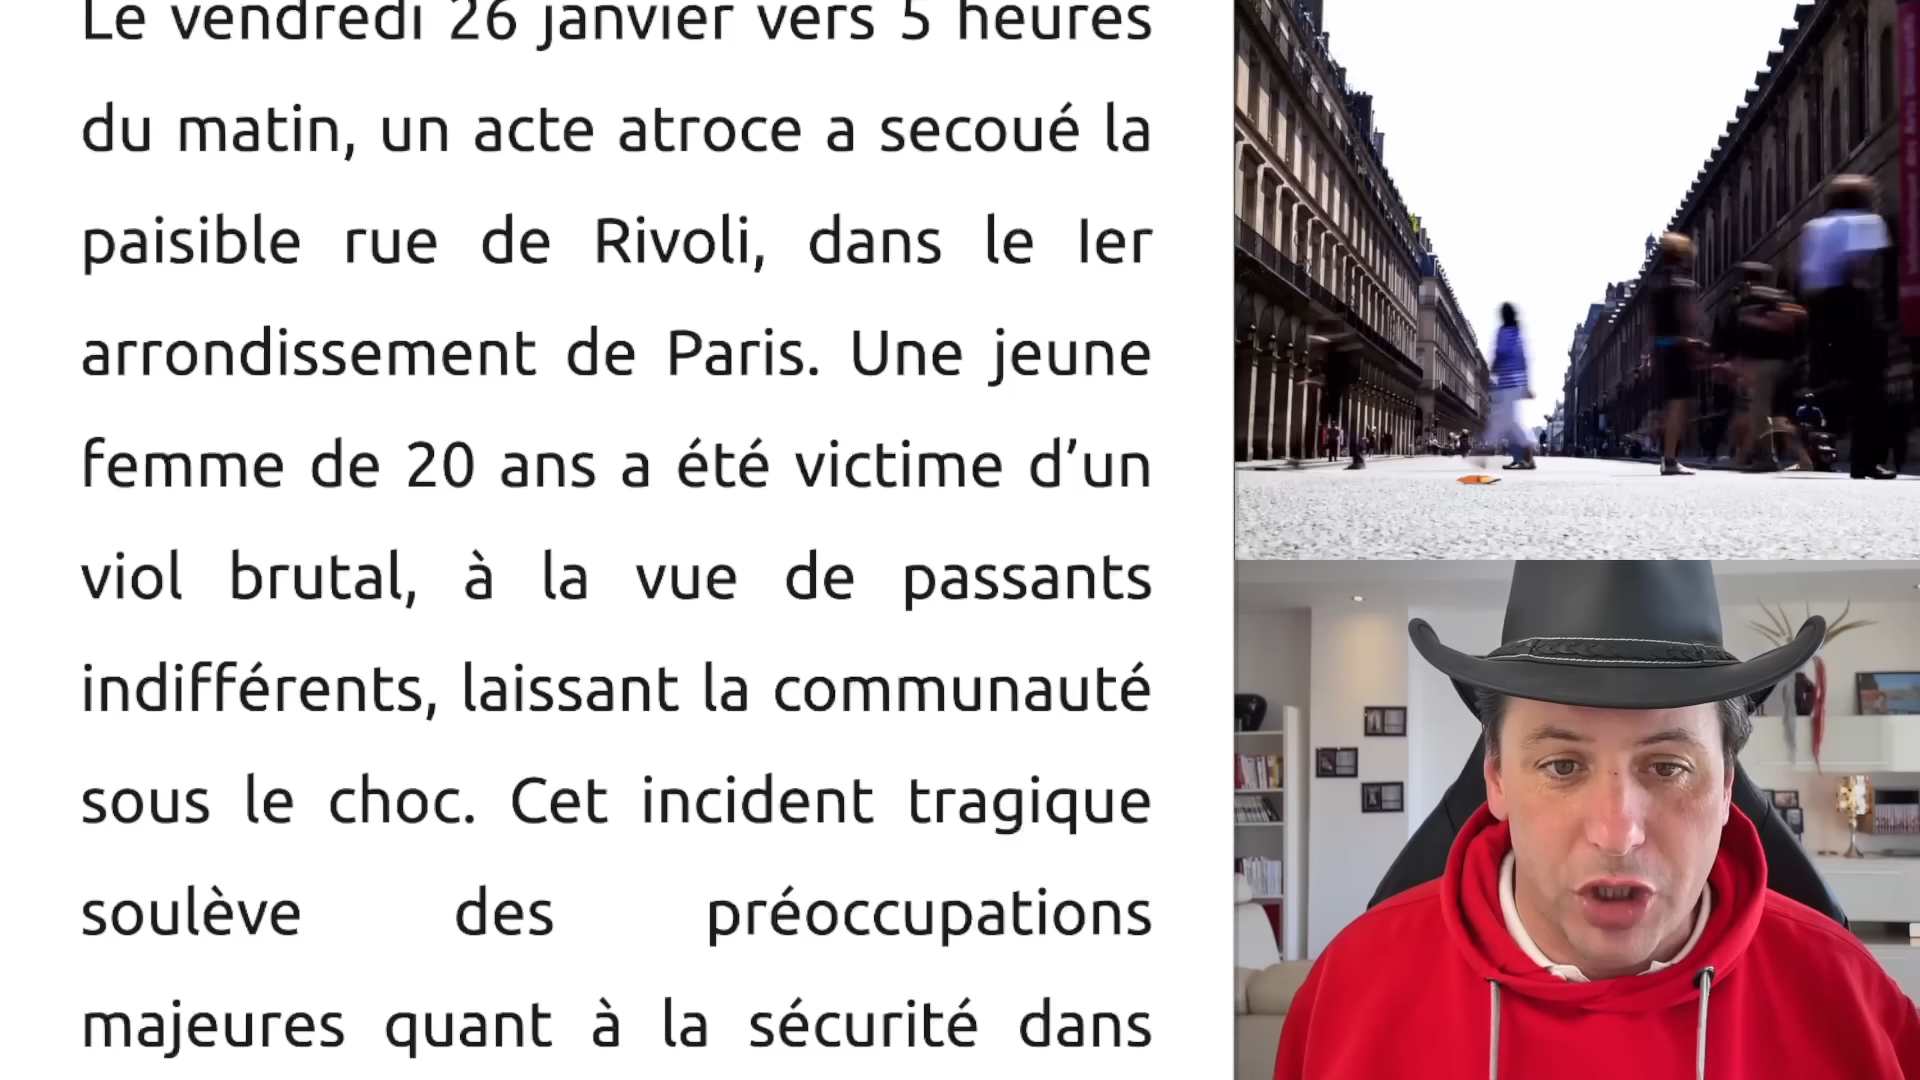 Le vendredi 26 janvier vers 5 heures
du matin, un acte atroce a secoué la
paisible rue de Rivoli, dans le Ier
arrondissement de Paris. Une jeune
femme de 20 ans a été victime d’un
viol brutal, à la vue de passants
indifférents, laissant la communauté
sous le choc. Cet incident tragique
soulève des préoccupations
majeures quant à la sécurité dans